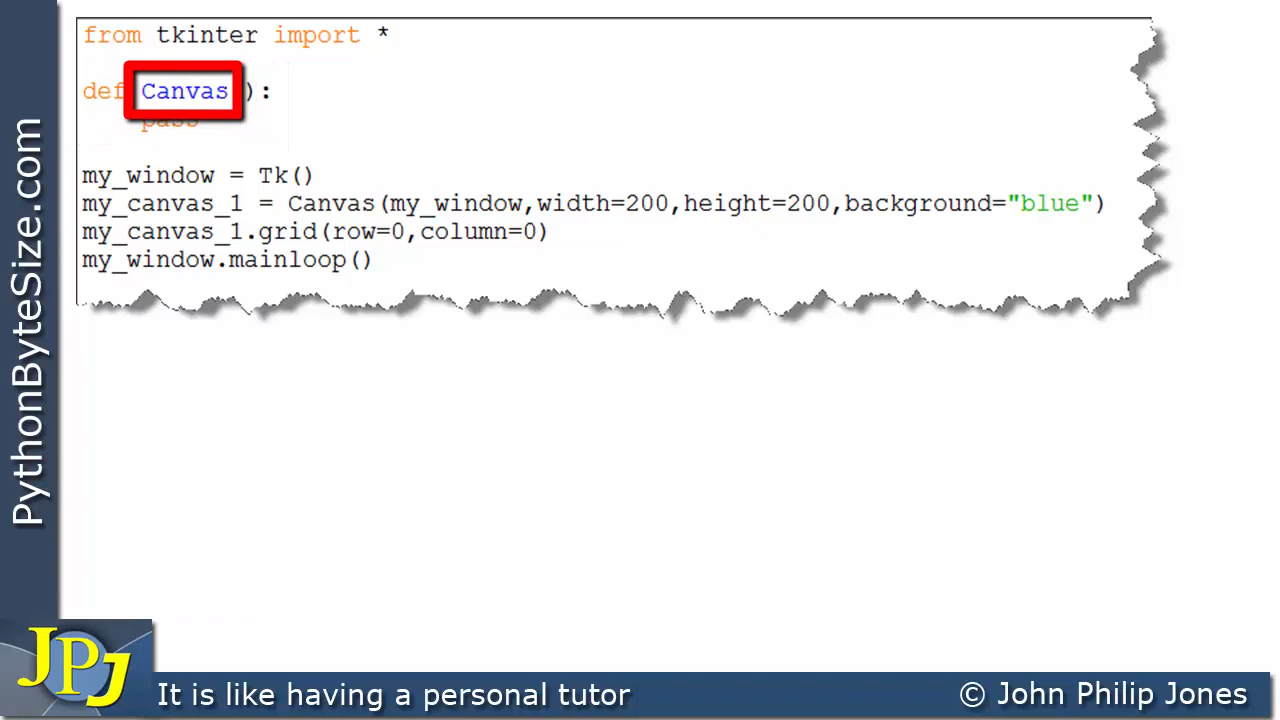 from tkinter import *
def Canvas ):
pass
my_window = Tk()
my_canvas_1 = Canvas(my_window,width=200,height=200,background="blue")
my_canvas_1.grid(row=0,column=0)
my_window.mainloop()
PythonByteSize.com
JPJ
It is like having a personal tutor
© John Philip Jones